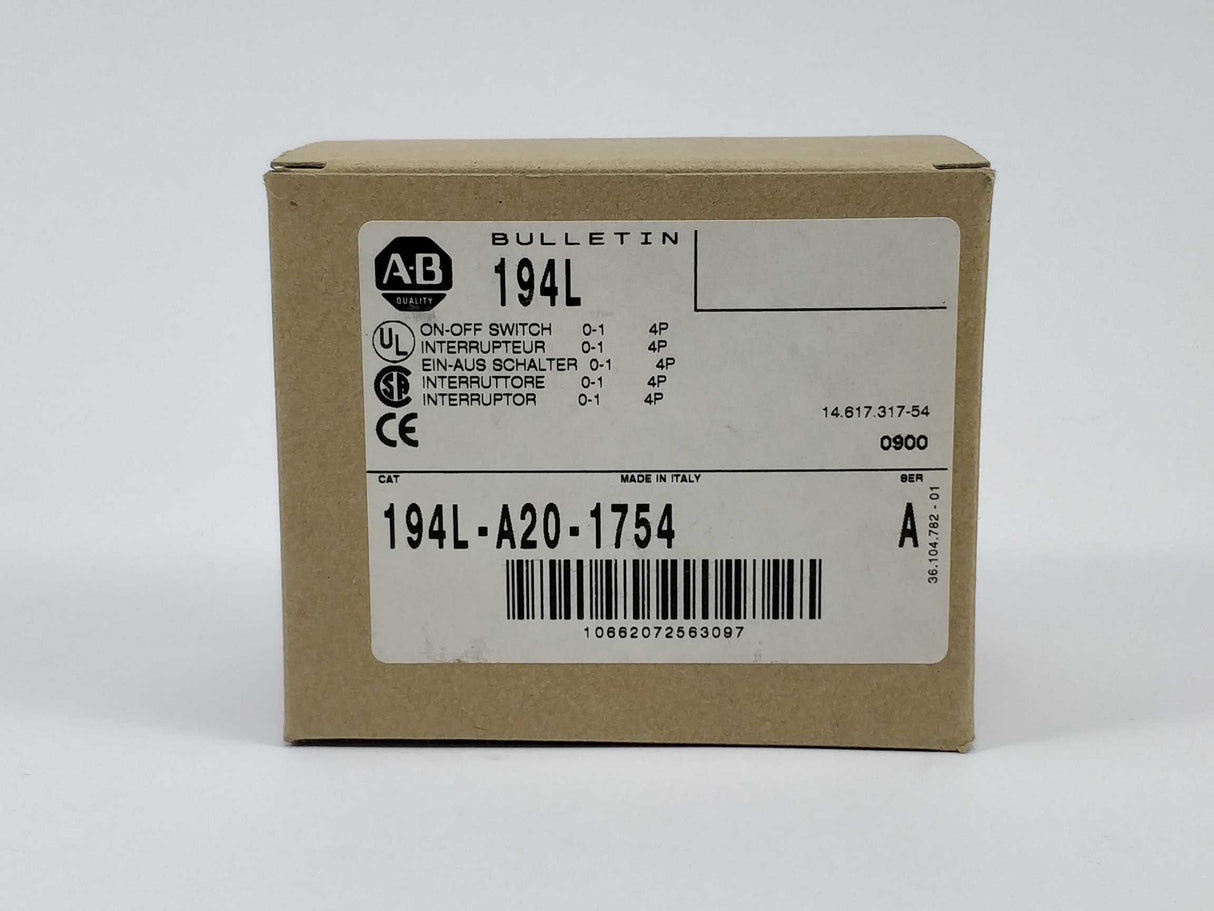 BULLETIN
A-B
QUALITY
194L
UL
ON-OFF SWITCH 0-1 4P
INTERRUPTEUR 0-1 4P
EIN-AUS SCHALTER 0-1 4P
INTERRUTTORE 0-1 4P
INTERRUPTOR 0-1 4P
SA
CE
14.617.317-54
0900
CAT MADE IN ITALY SER
194L-A20-1754 A
36.104.782 - 01
10662072563097